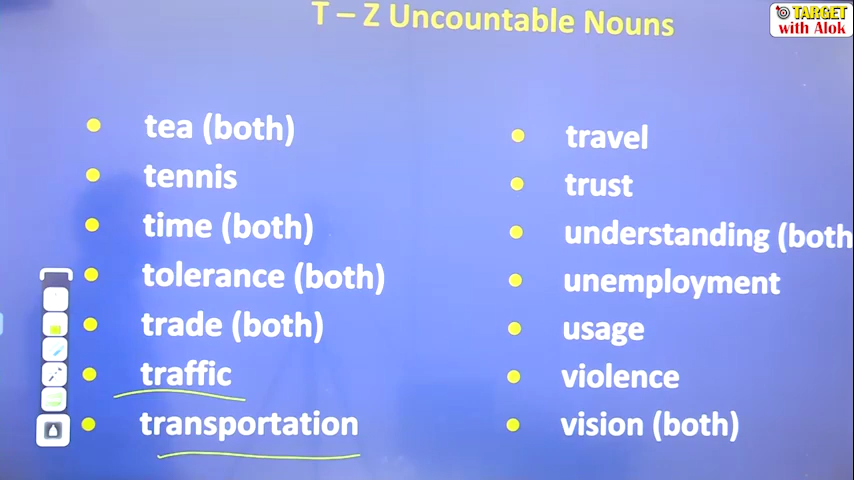 T – Z Uncountable Nouns
TARGET
with Alok
tea (both)
tennis
time (both)
tolerance (both)
trade (both)
traffic
transportation
travel
trust
understanding (both
unemployment
usage
violence
vision (both)